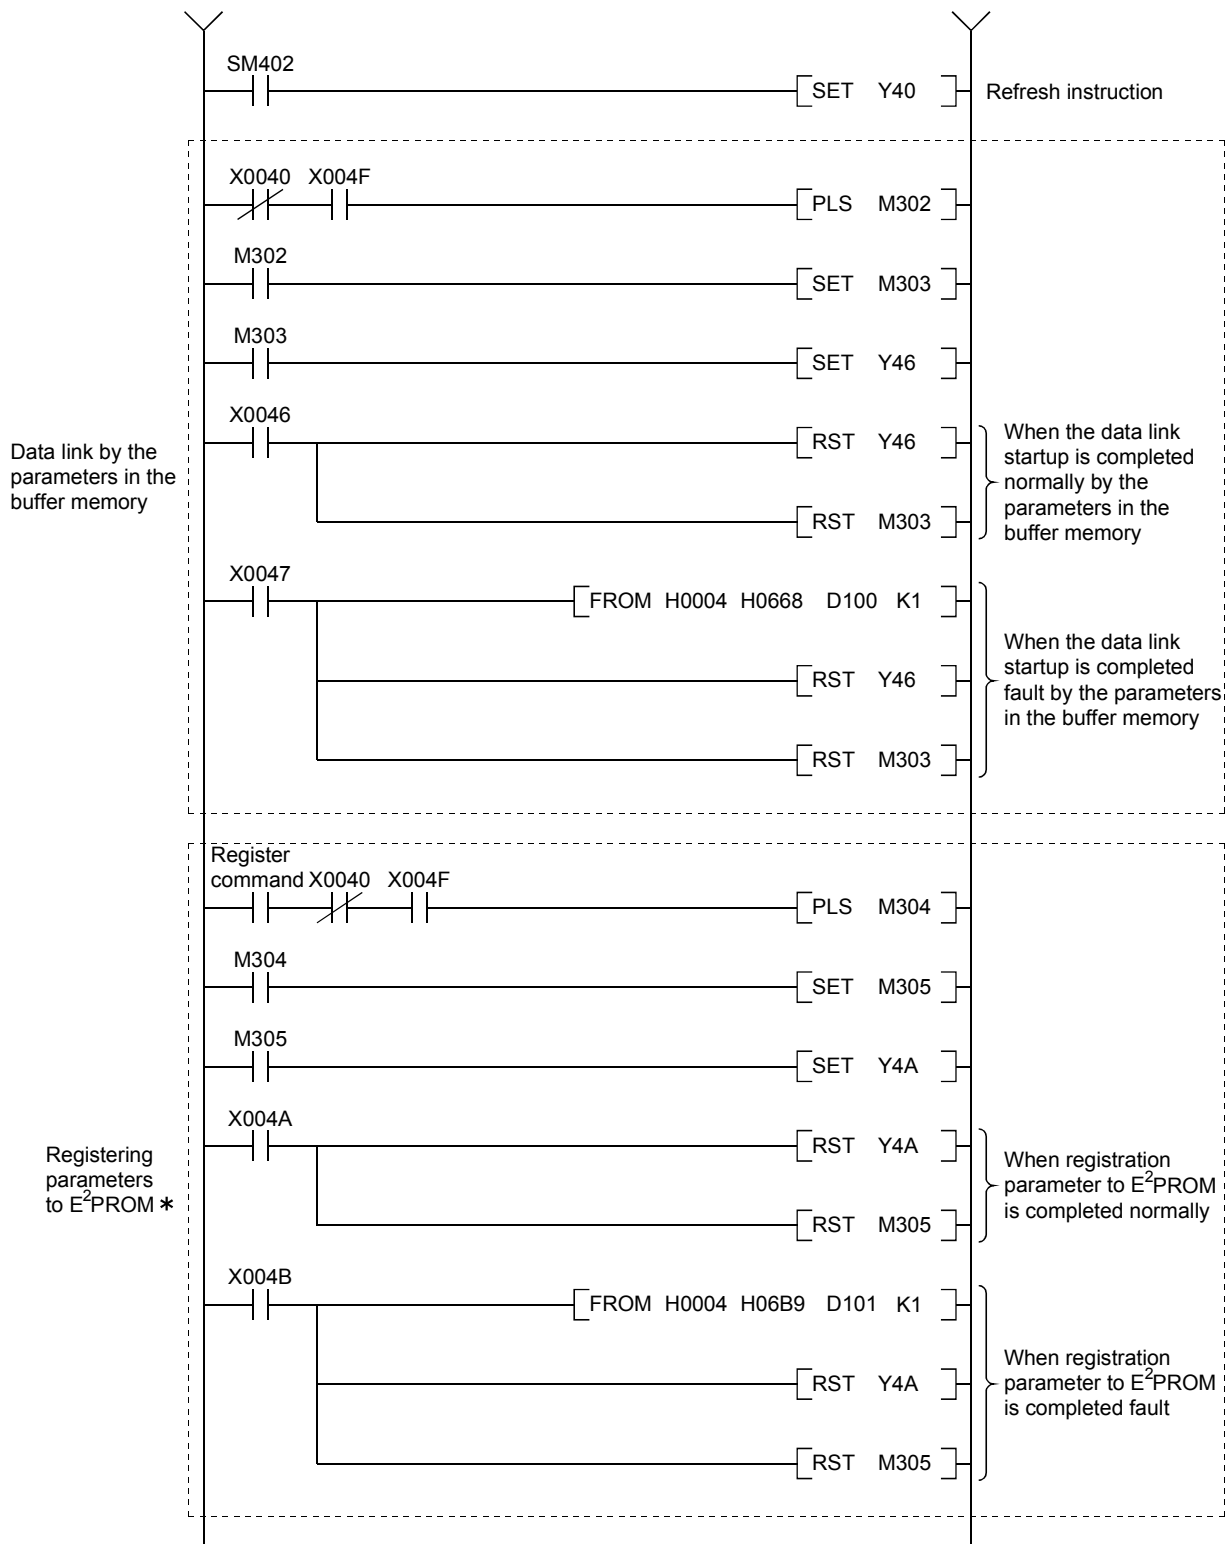 SM402
SET Y40
Refresh instruction
X0040 X004F
PLS M302
M302
SET M303
M303
SET Y46
X0046
RST Y46
RST M303
When the data link
startup is completed
normally by the
parameters in the
buffer memory
Data link by the
parameters in the
buffer memory
X0047
FROM H0004 H0668 D100 K1
RST Y46
RST M303
When the data link
startup is completed
fault by the parameters
in the buffer memory
Register
command X0040 X004F
PLS M304
M304
SET M305
M305
SET Y4A
X004A
RST Y4A
RST M305
When registration
parameter to E²PROM
is completed normally
Registering
parameters
to E²PROM *
X004B
FROM H0004 H06B9 D101 K1
RST Y4A
RST M305
When registration
parameter to E²PROM
is completed fault